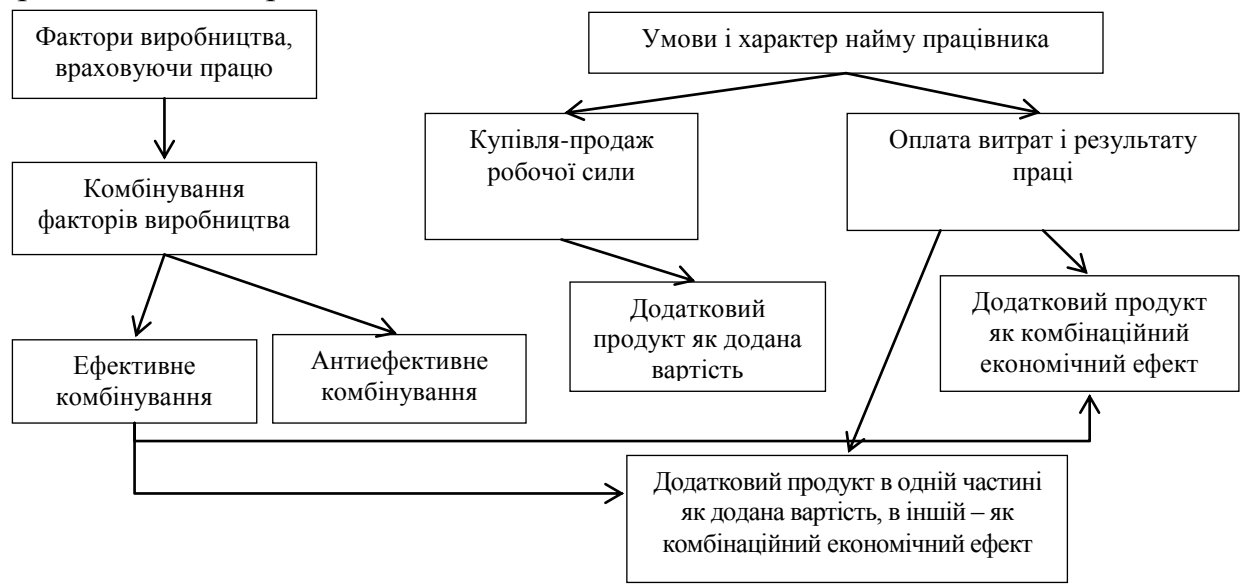 Фактори виробництва,
враховуючи працю
Умови і характер найму працівника
Купівля-продаж
робочої сили
Оплата витрат і результату
праці
Комбінування
факторів виробництва
Додатковий
продукт як додана
вартість
Додатковий продукт
як комбінаційний
економічний ефект
Ефективне
комбінування
Антиефективне
комбінування
Додатковий продукт в одній частині
як додана вартість, в іншій – як
комбінаційний економічний ефект